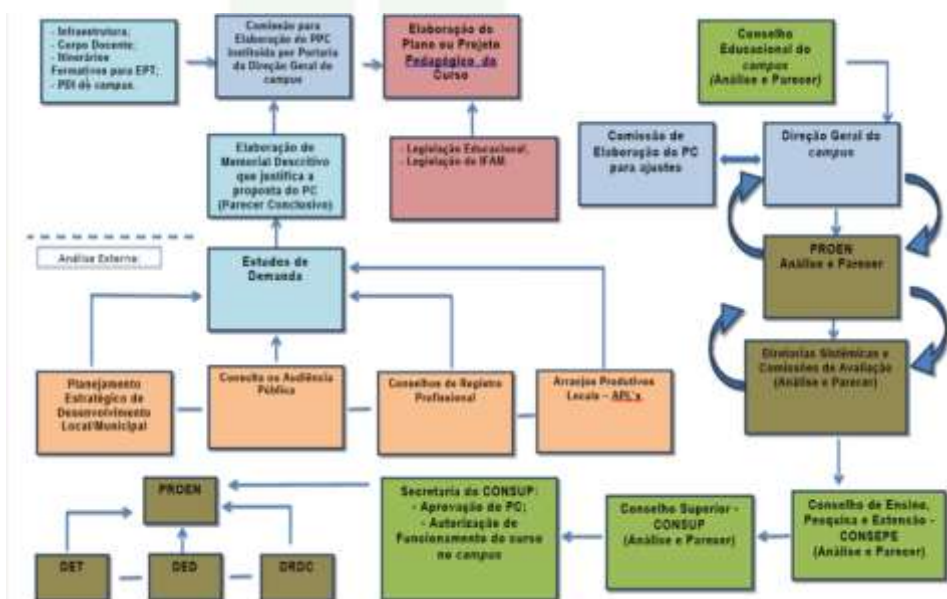 - Infraestrutura;
- Corpo Docente;
- Itinerários
Formativos para EPT;
- PDI do campus.
Comissão para
Elaboração do PPC
instituída por Portaria
da Direção Geral do
campus
Elaboração do
Plano ou Projeto
Pedagógico do
Curso
Conselho
Educacional do
campus
(Análise e Parecer)
Elaboração de
Memorial Descritivo
que justifica a
proposta do PC
(Parecer Conclusivo)
- Legislação Educacional,
- Legislação do IFAM
Comissão de
Elaboração do PC
para ajustes
Direção Geral do
campus
Análise Externa
Estudos de
Demanda
PROEN
Análise e Parecer
Diretorias Sistêmicas e
Comissões de Avaliação
(Análise e Parecer)
Planejamento
Estratégico de
Desenvolvimento
Local/Municipal
Consulta ou Audiência
Pública
Conselhos de Registro
Profissional
Arranjos Produtivos
Locais – APL's
PROEN
Secretaria do CONSUP:
- Aprovação do PC;
- Autorização de
Funcionamento do curso
no campus
Conselho Superior -
CONSUP
(Análise e Parecer)
Conselho de Ensino,
Pesquisa e Extensão -
CONSEPE
(Análise e Parecer)
DET
DED
DRDC